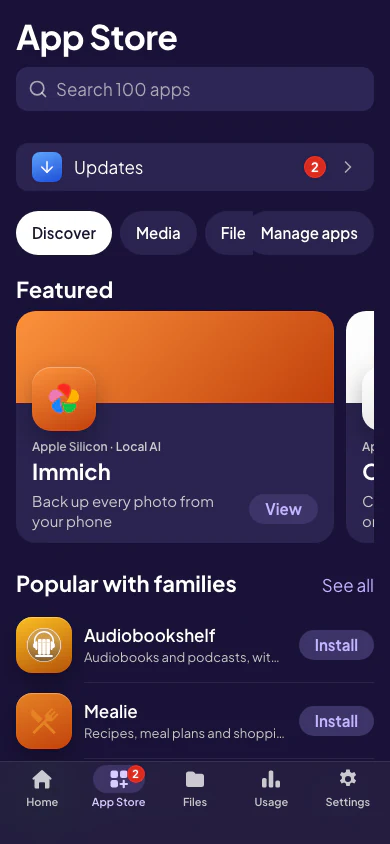 App Store
Search 100 apps
Updates
2
Discover
Media
File
Manage apps
Featured
Apple Silicon · Local AI
Immich
Back up every photo from
your phone
View
Popular with families
See all
Audiobookshelf
Audiobooks and podcasts, wit…
Install
Mealie
Recipes, meal plans and shoppi…
Install
2
Home
App Store
Files
Usage
Settings